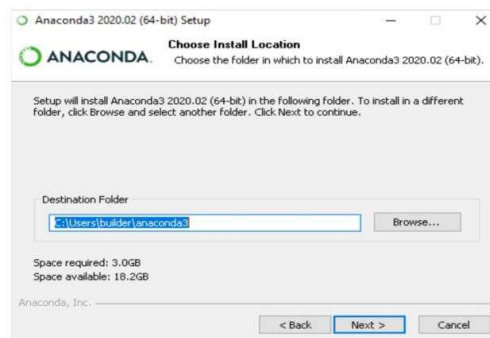 Anaconda3 2020.02 (64-bit) Setup
ANACONDA.
Choose Install Location
Choose the folder in which to install Anaconda3 2020.02 (64-bit).
Setup will install Anaconda3 2020.02 (64-bit) in the following folder. To install in a different
folder, click Browse and select another folder. Click Next to continue.
Destination Folder
C:\Users\builder\anaconda3
Browse...
Space required: 3.0GB
Space available: 18.2GB
Anaconda, Inc.
< Back
Next >
Cancel